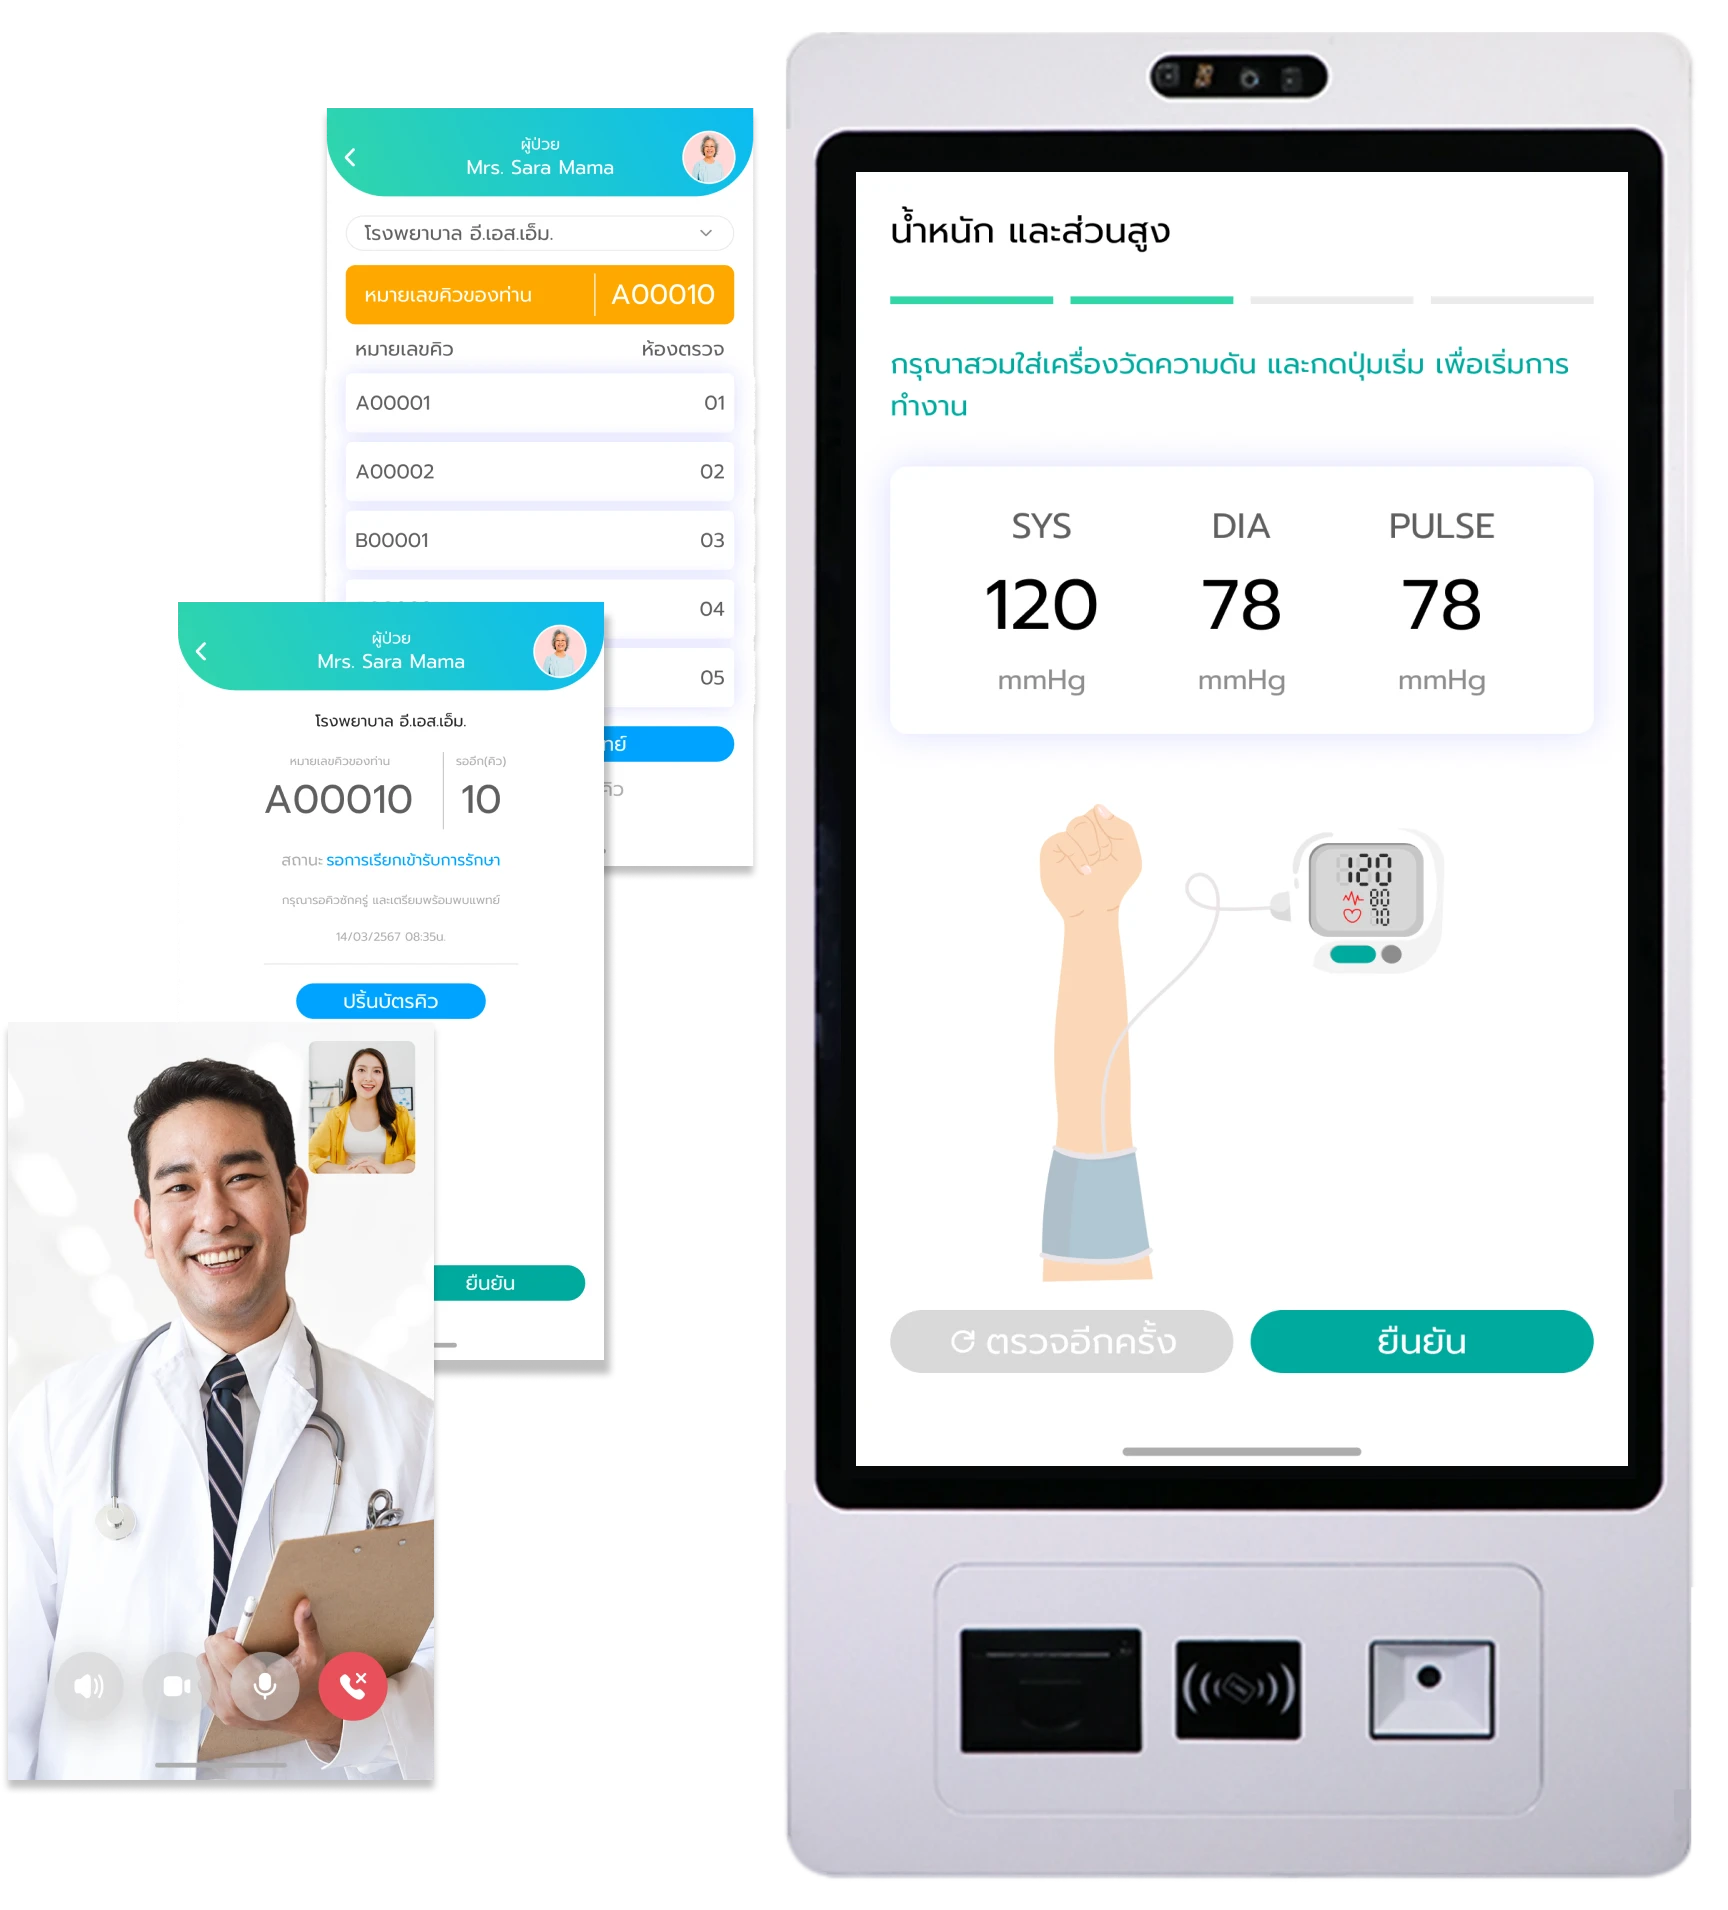 ผู้ป่วย
Mrs. Sara Mama
โรงพยาบาล อี.เอส.เอ็ม.
หมายเลขคิวของท่าน A00010
หมายเลขคิว ห้องตรวจ
A00001 01
A00002 02
B00001 03
04
05
ผู้ป่วย
Mrs. Sara Mama
โรงพยาบาล อี.เอส.เอ็ม.
หมายเลขคิวของท่าน รออีก(คิว)
A00010 10
สถานะ รอการเรียกเข้ารับการรักษา
กรุณารอคิวซักครู่ และเตรียมพร้อมพบแพทย์
14/03/2567 08:35น.
ปริ้นบัตรคิว
ยืนยัน
น้ำหนัก และส่วนสูง
กรุณาสวมใส่เครื่องวัดความดัน และกดปุ่มเริ่ม เพื่อเริ่มการ
ทำงาน
SYS DIA PULSE
120 78 78
mmHg mmHg mmHg
120
80
70
ตรวจอีกครั้ง ยืนยัน